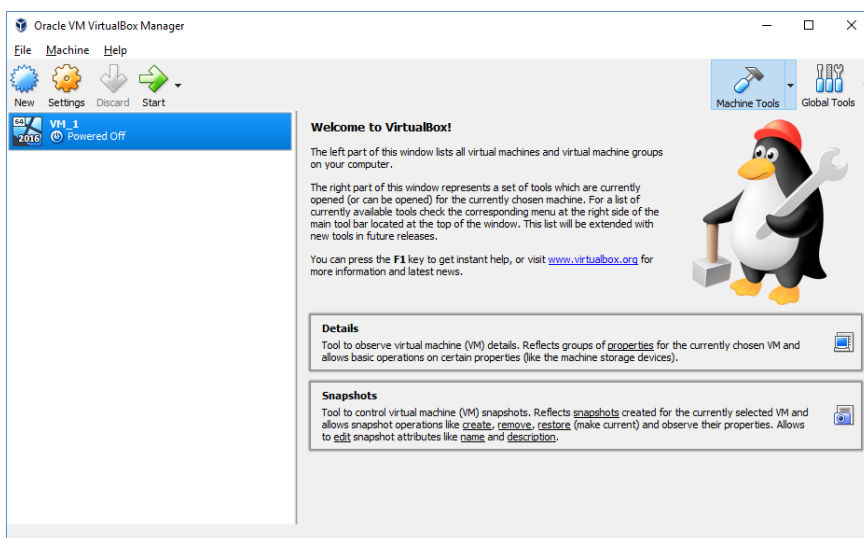 Oracle VM VirtualBox Manager
File Machine Help
New Settings Discard Start
Machine Tools Global Tools
64
2016
VM_1
Powered Off
Welcome to VirtualBox!
The left part of this window lists all virtual machines and virtual machine groups
on your computer.
The right part of this window represents a set of tools which are currently
opened (or can be opened) for the currently chosen machine. For a list of
currently available tools check the corresponding menu at the right side of the
main tool bar located at the top of the window. This list will be extended with
new tools in future releases.
You can press the F1 key to get instant help, or visit www.virtualbox.org for
more information and latest news.
Details
Tool to observe virtual machine (VM) details. Reflects groups of properties for the currently chosen VM and
allows basic operations on certain properties (like the machine storage devices).
Snapshots
Tool to control virtual machine (VM) snapshots. Reflects snapshots created for the currently selected VM and
allows snapshot operations like create, remove, restore (make current) and observe their properties. Allows
to edit snapshot attributes like name and description.